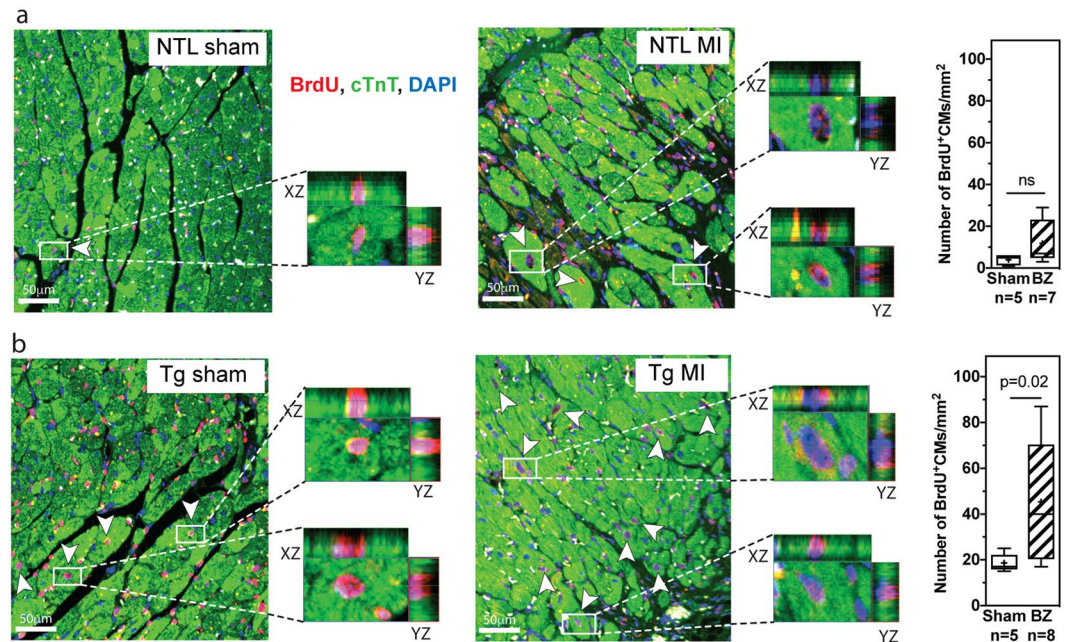 a
NTL sham
BrdU, cTnT, DAPI
XZ
YZ
50μm
NTL MI
XZ
YZ
XZ
YZ
50μm
Number of BrdU⁺CMs/mm²
100
80
60
40
20
0
ns
Sham BZ
n=5 n=7
b
Tg sham
XZ
YZ
XZ
YZ
50μm
Tg MI
XZ
YZ
XZ
YZ
50μm
Number of BrdU⁺CMs/mm²
100
80
60
40
20
0
p=0.02
Sham BZ
n=5 n=8